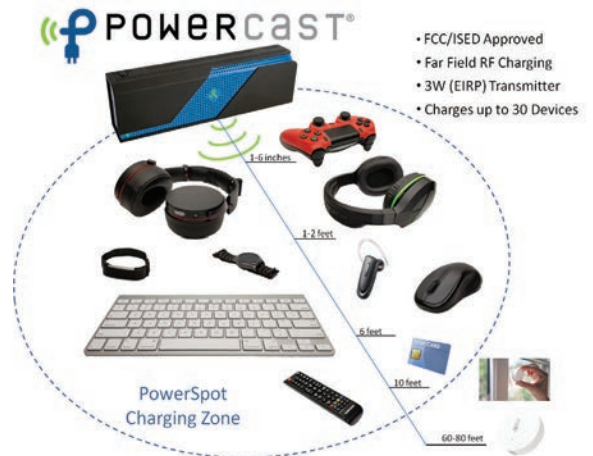 POWERCAST®
• FCC/ISED Approved
• Far Field RF Charging
• 3W (EIRP) Transmitter
• Charges up to 30 Devices
1-6 inches
1-2 feet
6 feet
10 feet
PowerSpot
Charging Zone
60-80 feet